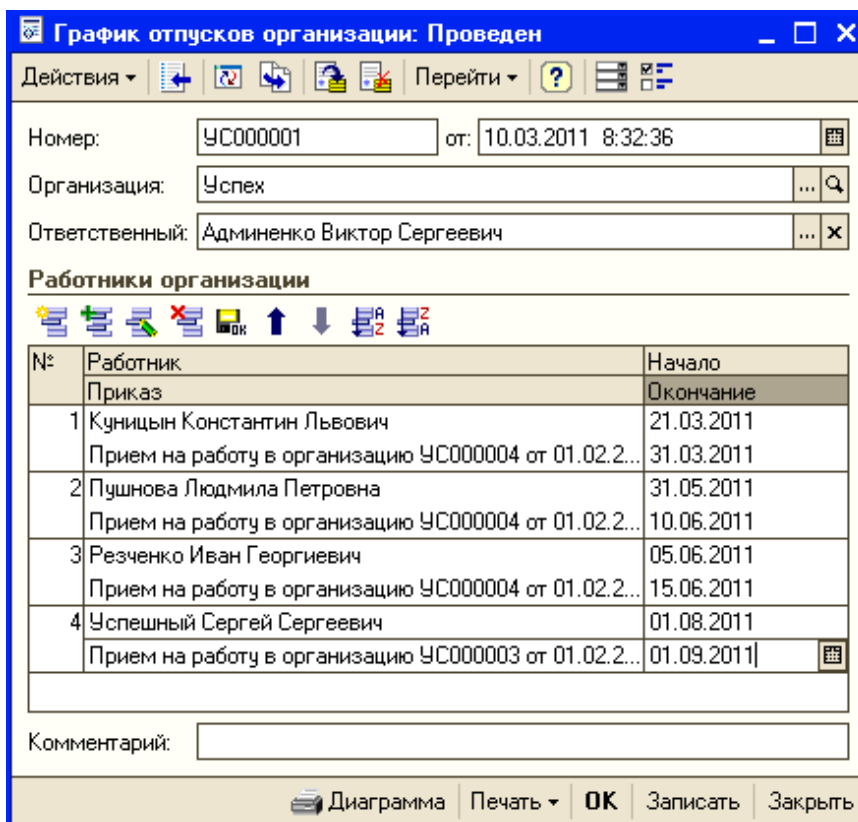 График отпусков организации: Проведен
Действия Перейти ?
Номер: УС000001 от: 10.03.2011 8:32:36
Организация: Успех ...
Ответственный: Админенко Виктор Сергеевич ... x
Работники организации
№ Работник Начало
Приказ Окончание
1 Куницын Константин Львович 21.03.2011
Прием на работу в организацию УС000004 от 01.02.2... 31.03.2011
2 Пушнова Людмила Петровна 31.05.2011
Прием на работу в организацию УС000004 от 01.02.2... 10.06.2011
3 Резченко Иван Георгиевич 05.06.2011
Прием на работу в организацию УС000004 от 01.02.2... 15.06.2011
4 Успешный Сергей Сергеевич 01.08.2011
Прием на работу в организацию УС000003 от 01.02.2... 01.09.2011
Комментарий:
Диаграмма Печать OK Записать Закрыть